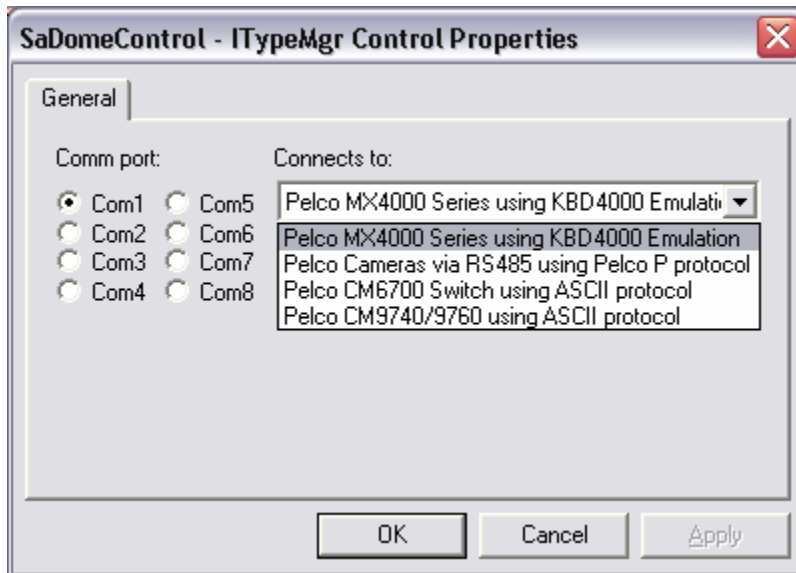 SaDomeControl - ITypeMgr Control Properties
General
Comm port:
Connects to:
Com1 Com5
Com2 Com6
Com3 Com7
Com4 Com8
Pelco MX4000 Series using KBD4000 Emulati
Pelco MX4000 Series using KBD4000 Emulation
Pelco Cameras via RS485 using Pelco P protocol
Pelco CM6700 Switch using ASCII protocol
Pelco CM9740/9760 using ASCII protocol
OK Cancel Apply